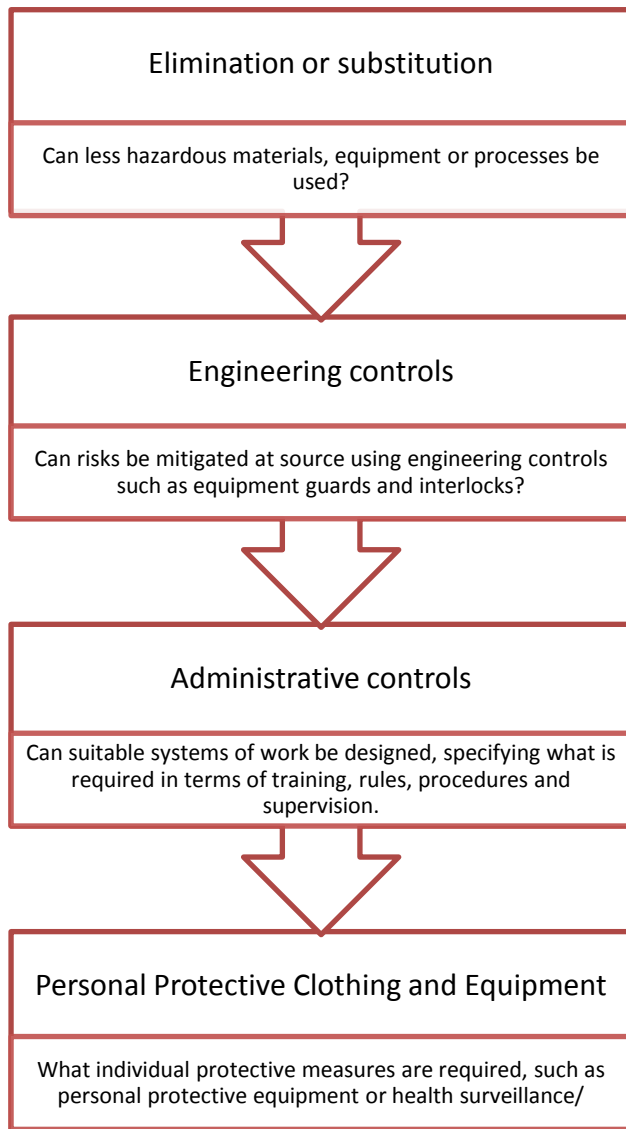 Elimination or substitution
Can less hazardous materials, equipment or processes be
used?
Engineering controls
Can risks be mitigated at source using engineering controls
such as equipment guards and interlocks?
Administrative controls
Can suitable systems of work be designed, specifying what is
required in terms of training, rules, procedures and
supervision.
Personal Protective Clothing and Equipment
What individual protective measures are required, such as
personal protective equipment or health surveillance/